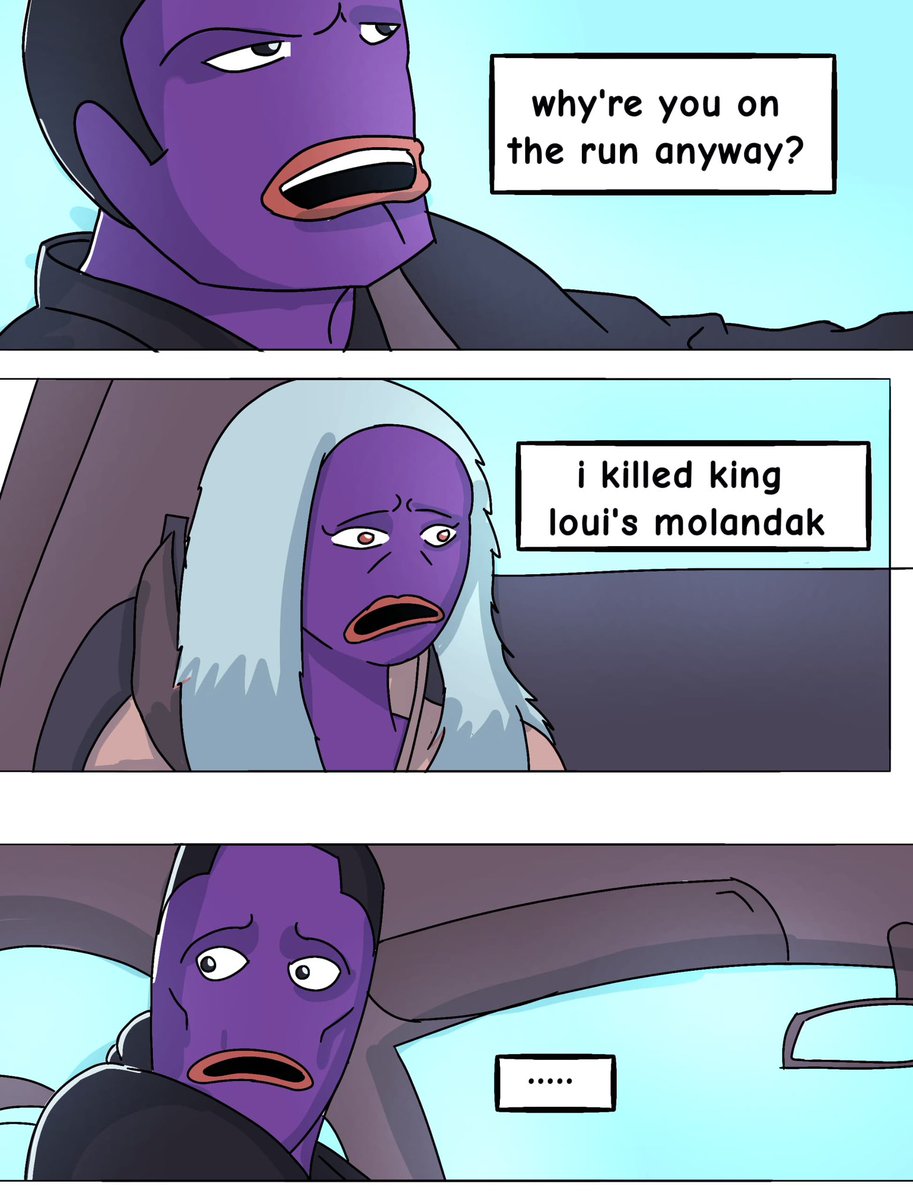 why're you on
the run anyway?
i killed king
loui's molandak
.....